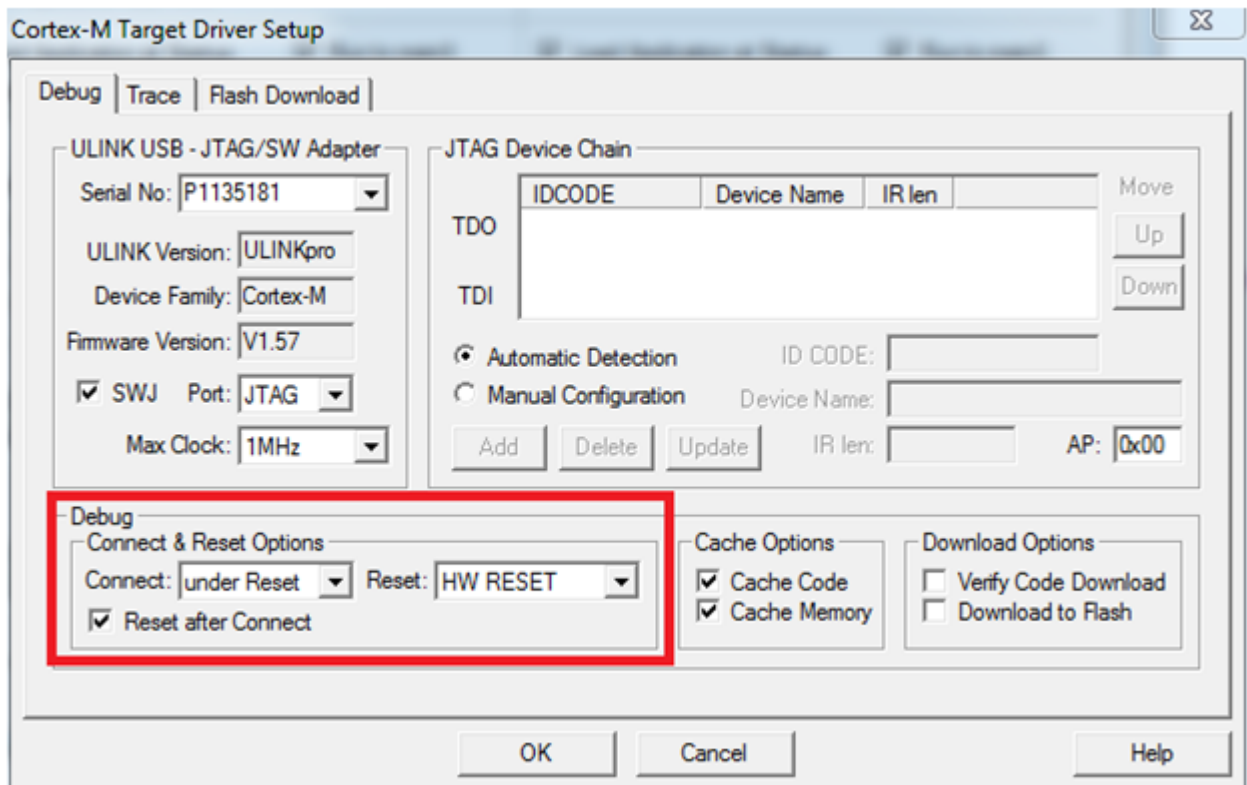 Cortex-M Target Driver Setup
Debug Trace Flash Download
ULINK USB - JTAG/SW Adapter
Serial No: P1135181
ULINK Version: ULINKpro
Device Family: Cortex-M
Firmware Version: V1.57
SWJ Port: JTAG
Max Clock: 1MHz
JTAG Device Chain
IDCODE Device Name IR len
TDO
TDI
Move
Up
Down
Automatic Detection
Manual Configuration
ID CODE:
Device Name:
Add Delete Update IR len: AP: 0x00
Debug
Connect & Reset Options
Connect: under Reset Reset: HW RESET
Reset after Connect
Cache Options
Cache Code
Cache Memory
Download Options
Verify Code Download
Download to Flash
OK Cancel Help